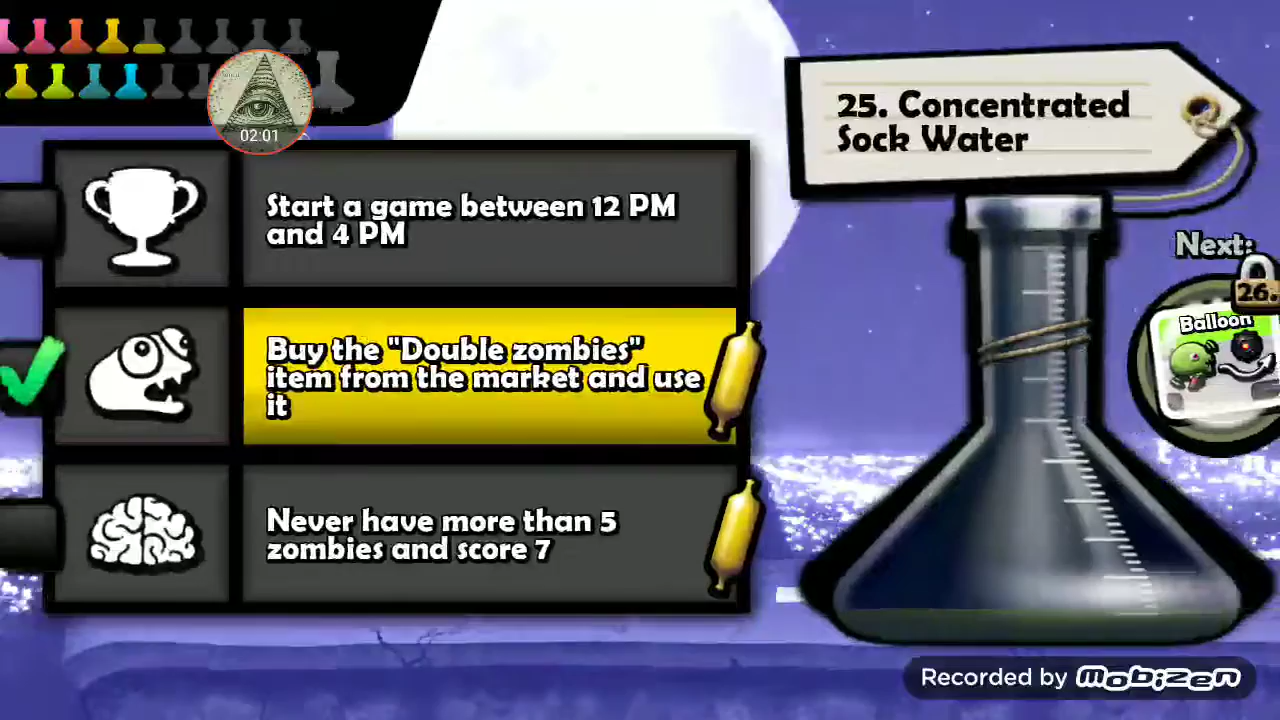 02:01
25. Concentrated
Sock Water
Start a game between 12 PM
and 4 PM
Next:
26.
Balloon
Buy the "Double zombies"
item from the market and use
it
Never have more than 5
zombies and score 7
Recorded by mobizen